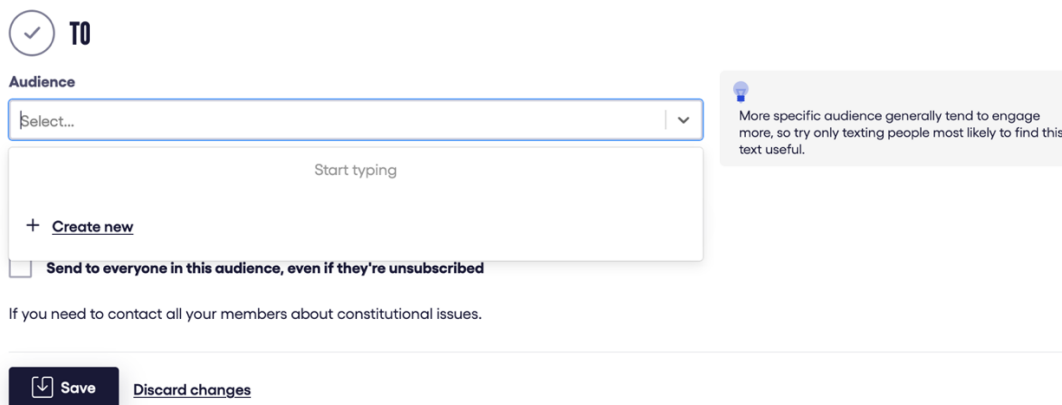 TO
Audience
Select...
More specific audience generally tend to engage
more, so try only texting people most likely to find this
text useful.
Start typing
+ Create new
Send to everyone in this audience, even if they're unsubscribed
If you need to contact all your members about constitutional issues.
Save
Discard changes